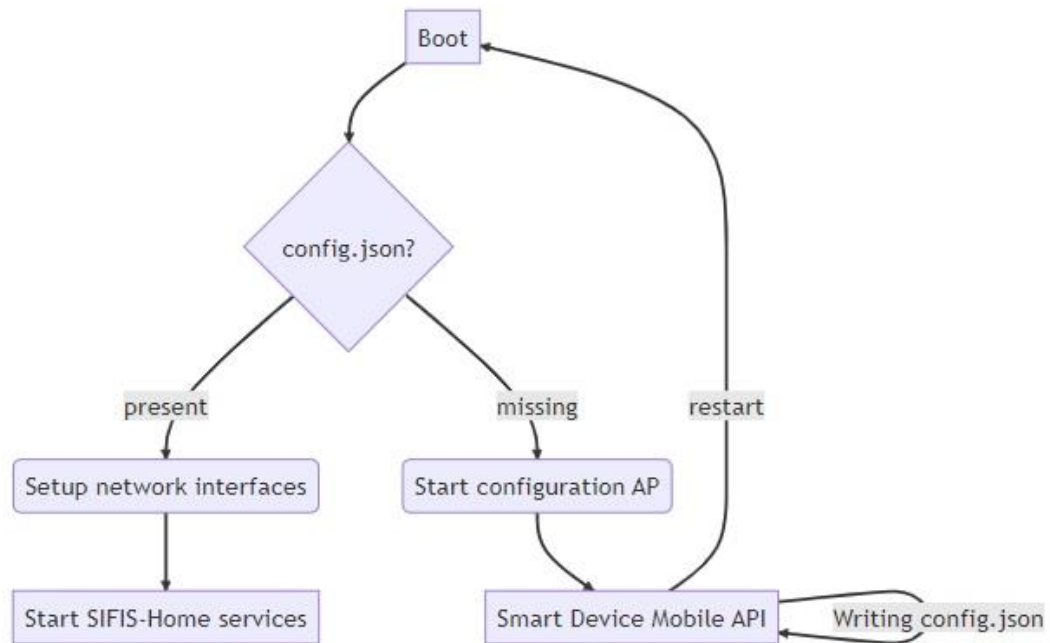 Boot
config.json?
present
missing
restart
Setup network interfaces
Start configuration AP
Start SIFIS-Home services
Smart Device Mobile API
Writing config.json